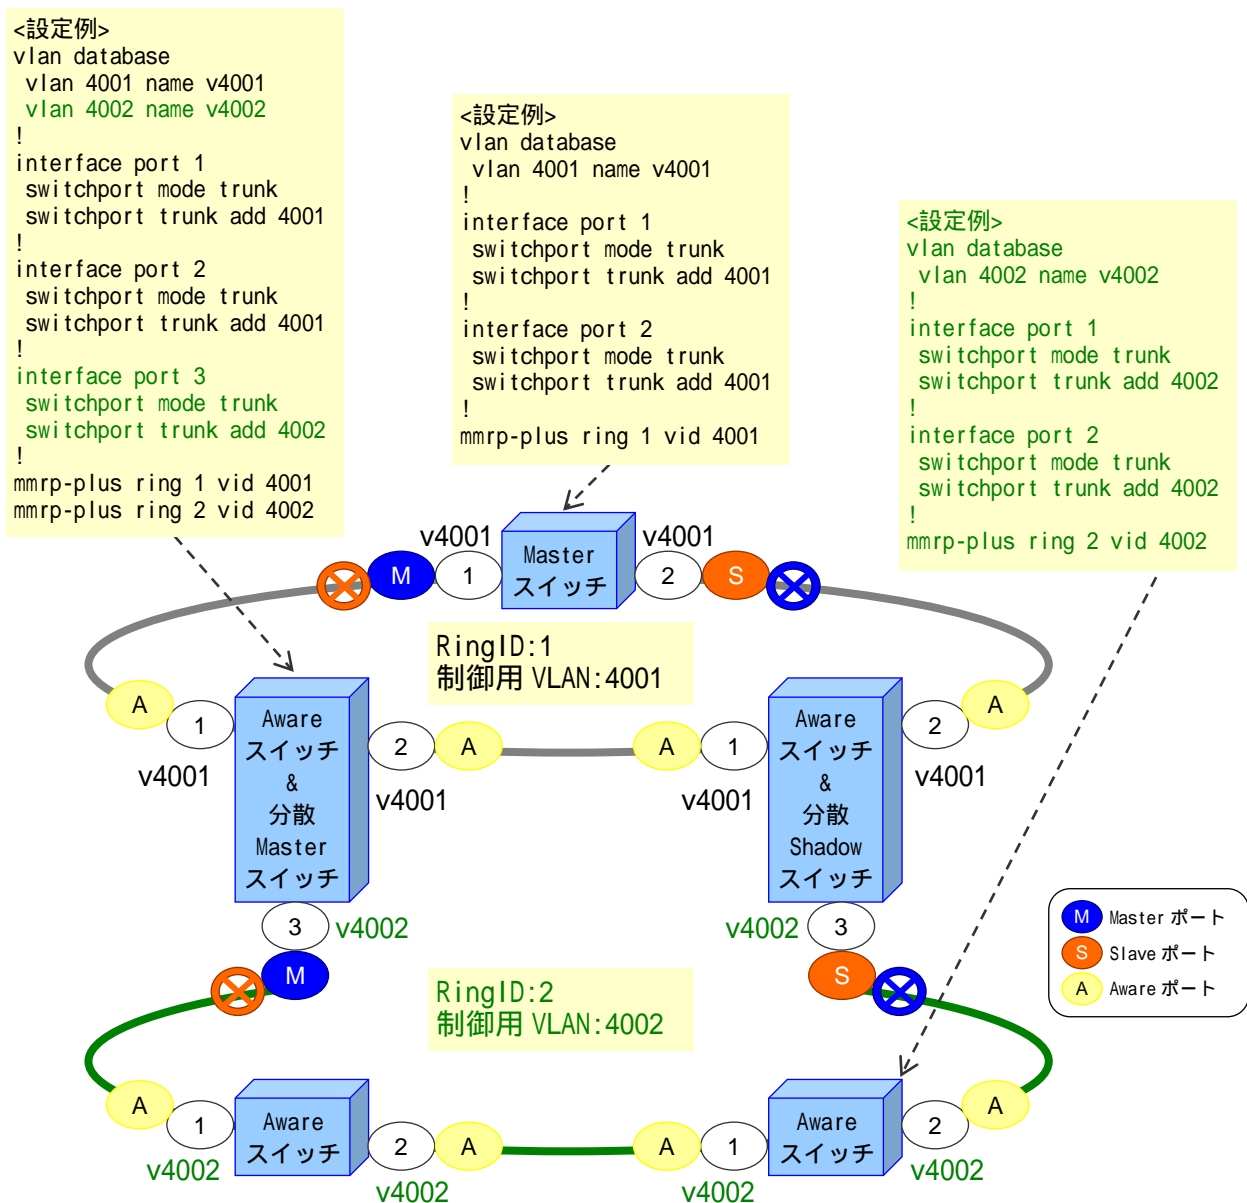 <設定例>
vlan database
vlan 4001 name v4001
vlan 4002 name v4002
!
interface port 1
switchport mode trunk
switchport trunk add 4001
!
interface port 2
switchport mode trunk
switchport trunk add 4001
!
interface port 3
switchport mode trunk
switchport trunk add 4002
!
mmrp-plus ring 1 vid 4001
mmrp-plus ring 2 vid 4002
<設定例>
vlan database
vlan 4001 name v4001
!
interface port 1
switchport mode trunk
switchport trunk add 4001
!
interface port 2
switchport mode trunk
switchport trunk add 4001
!
mmrp-plus ring 1 vid 4001
<設定例>
vlan database
vlan 4002 name v4002
!
interface port 1
switchport mode trunk
switchport trunk add 4002
!
interface port 2
switchport mode trunk
switchport trunk add 4002
!
mmrp-plus ring 2 vid 4002
v4001
v4001
M
1
Master
スイッチ
2
S
RingID:1
制御用 VLAN:4001
A
1
v4001
Aware
スイッチ
&
分散
Master
スイッチ
2
A
v4001
A
1
v4001
Aware
スイッチ
&
分散
Shadow
スイッチ
2
A
v4001
3
v4002
M
v4002
3
S
M
Master ポート
S
Slave ポート
A
Aware ポート
RingID:2
制御用 VLAN:4002
A
1
v4002
Aware
スイッチ
2
A
v4002
A
1
v4002
Aware
スイッチ
2
A
v4002